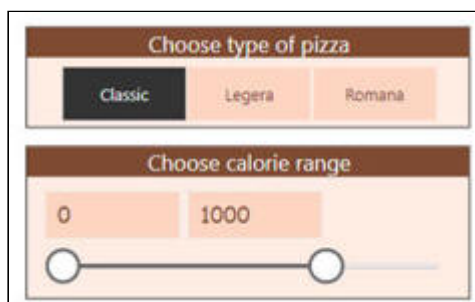 Choose type of pizza
Classic Legera Romana
Choose calorie range
0 1000